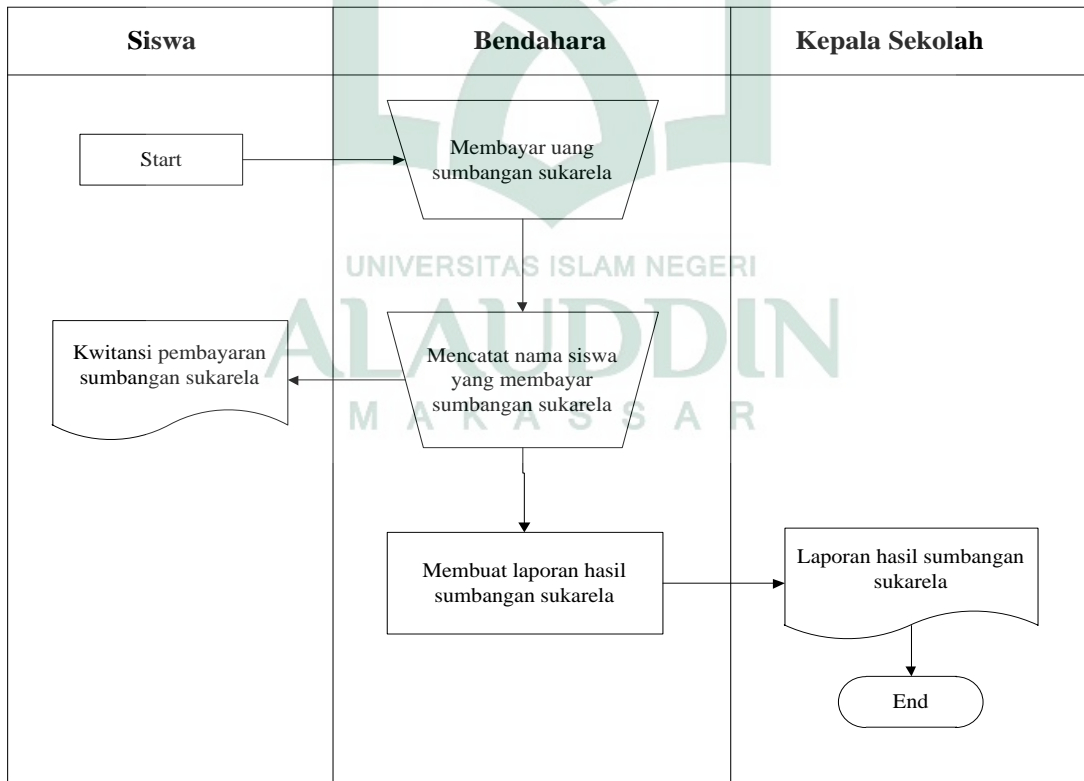 Siswa
Bendahara
Kepala Sekolah
Start
Membayar uang
sumbangan sukarela
UNIVERSITAS ISLAM NEGERI
ALAUDDIN
MAKASSAR
Kwitansi pembayaran
sumbangan sukarela
Mencatat nama siswa
yang membayar
sumbangan sukarela
Membuat laporan hasil
sumbangan sukarela
Laporan hasil sumbangan
sukarela
End